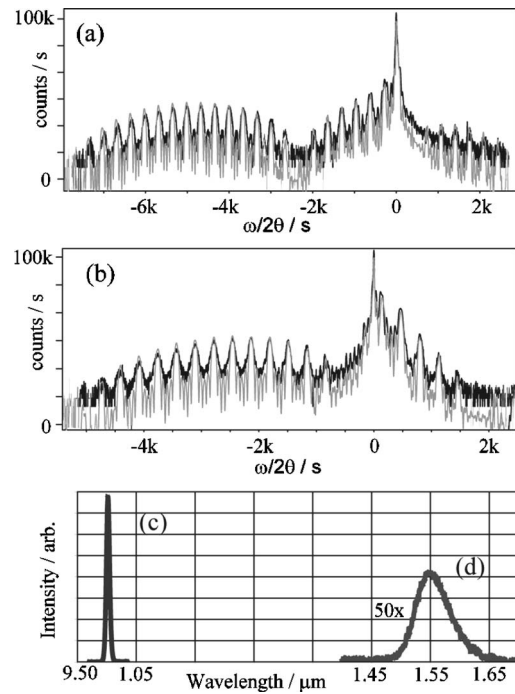 100k
(a)
counts / s
0
-6k -4k -2k 0 2k
ω/2θ / s
100k
(b)
counts / s
0
-4k -2k 0 2k
ω/2θ / s
(c)
(d)
50x
Intensity / arb.
9.50 1.05 1.45 1.55 1.65
Wavelength / μm